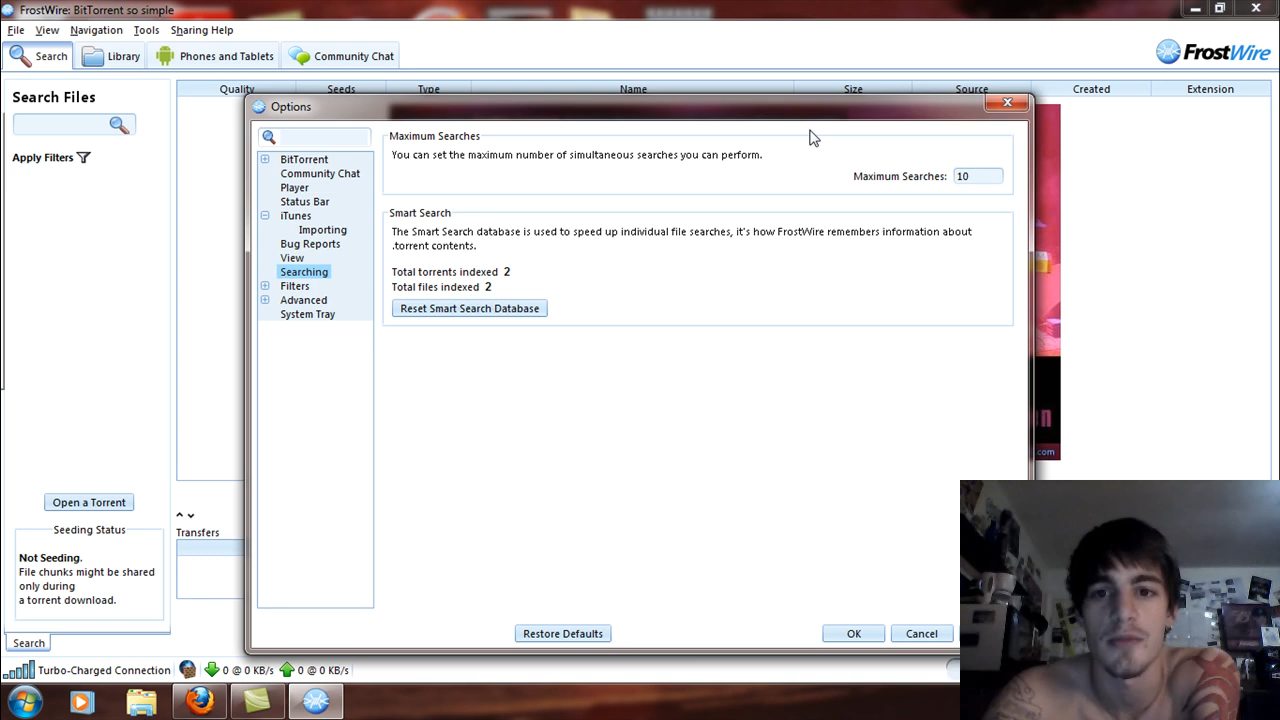 FrostWire: BitTorrent so simple
File View Navigation Tools Sharing Help
Search Library Phones and Tablets Community Chat
FrostWire
Search Files
Apply Filters
Quality Seeds Type Name Size Source Created Extension
Options
BitTorrent
Community Chat
Player
Status Bar
iTunes
Importing
Bug Reports
View
Searching
Filters
Advanced
System Tray
Maximum Searches
You can set the maximum number of simultaneous searches you can perform.
Maximum Searches: 10
Smart Search
The Smart Search database is used to speed up individual file searches, it's how FrostWire remembers information about
.torrent contents.
Total torrents indexed 2
Total files indexed 2
Reset Smart Search Database
Restore Defaults OK Cancel
com
Open a Torrent
Seeding Status
Not Seeding.
File chunks might be shared
only during
a torrent download.
Transfers
Search
Turbo-Charged Connection 0 @ 0 KB/s 0 @ 0 KB/s